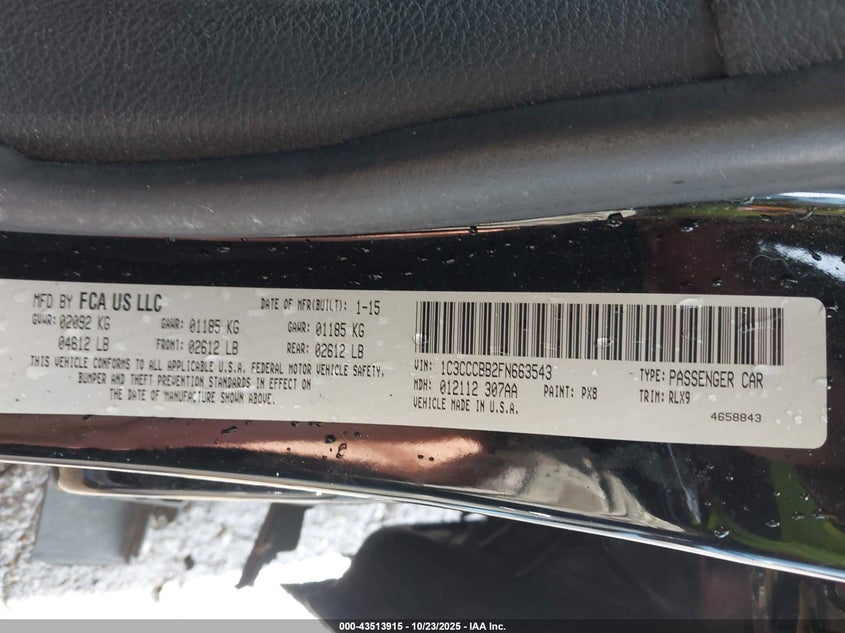 MFD BY FCA US LLC
DATE OF MFR(BUILT): 1-15
GVWR: 02092 KG
04612 LB
GAWR: 01185 KG
FRONT: 02612 LB
GAWR: 01185 KG
REAR: 02612 LB
THIS VEHICLE CONFORMS TO ALL APPLICABLE U.S.A. FEDERAL MOTOR VEHICLE SAFETY,
BUMPER AND THEFT PREVENTION STANDARDS IN EFFECT ON
THE DATE OF MANUFACTURE SHOWN ABOVE.
VIN: 1C3CCCBB2FN663543
TYPE: PASSENGER CAR
MDH: 012112 307AA
PAINT: PX8
TRIM: RLX9
VEHICLE MADE IN U.S.A.
4658843
000-43513915 - 10/23/2025 - IAA Inc.